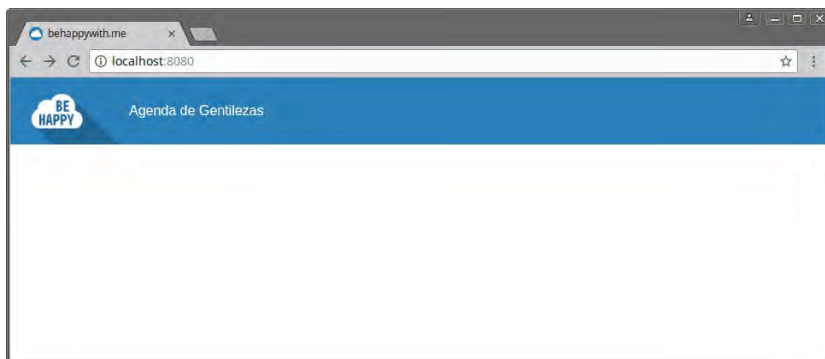 behappywith.me
localhost:8080
BE
HAPPY
Agenda de Gentilezas